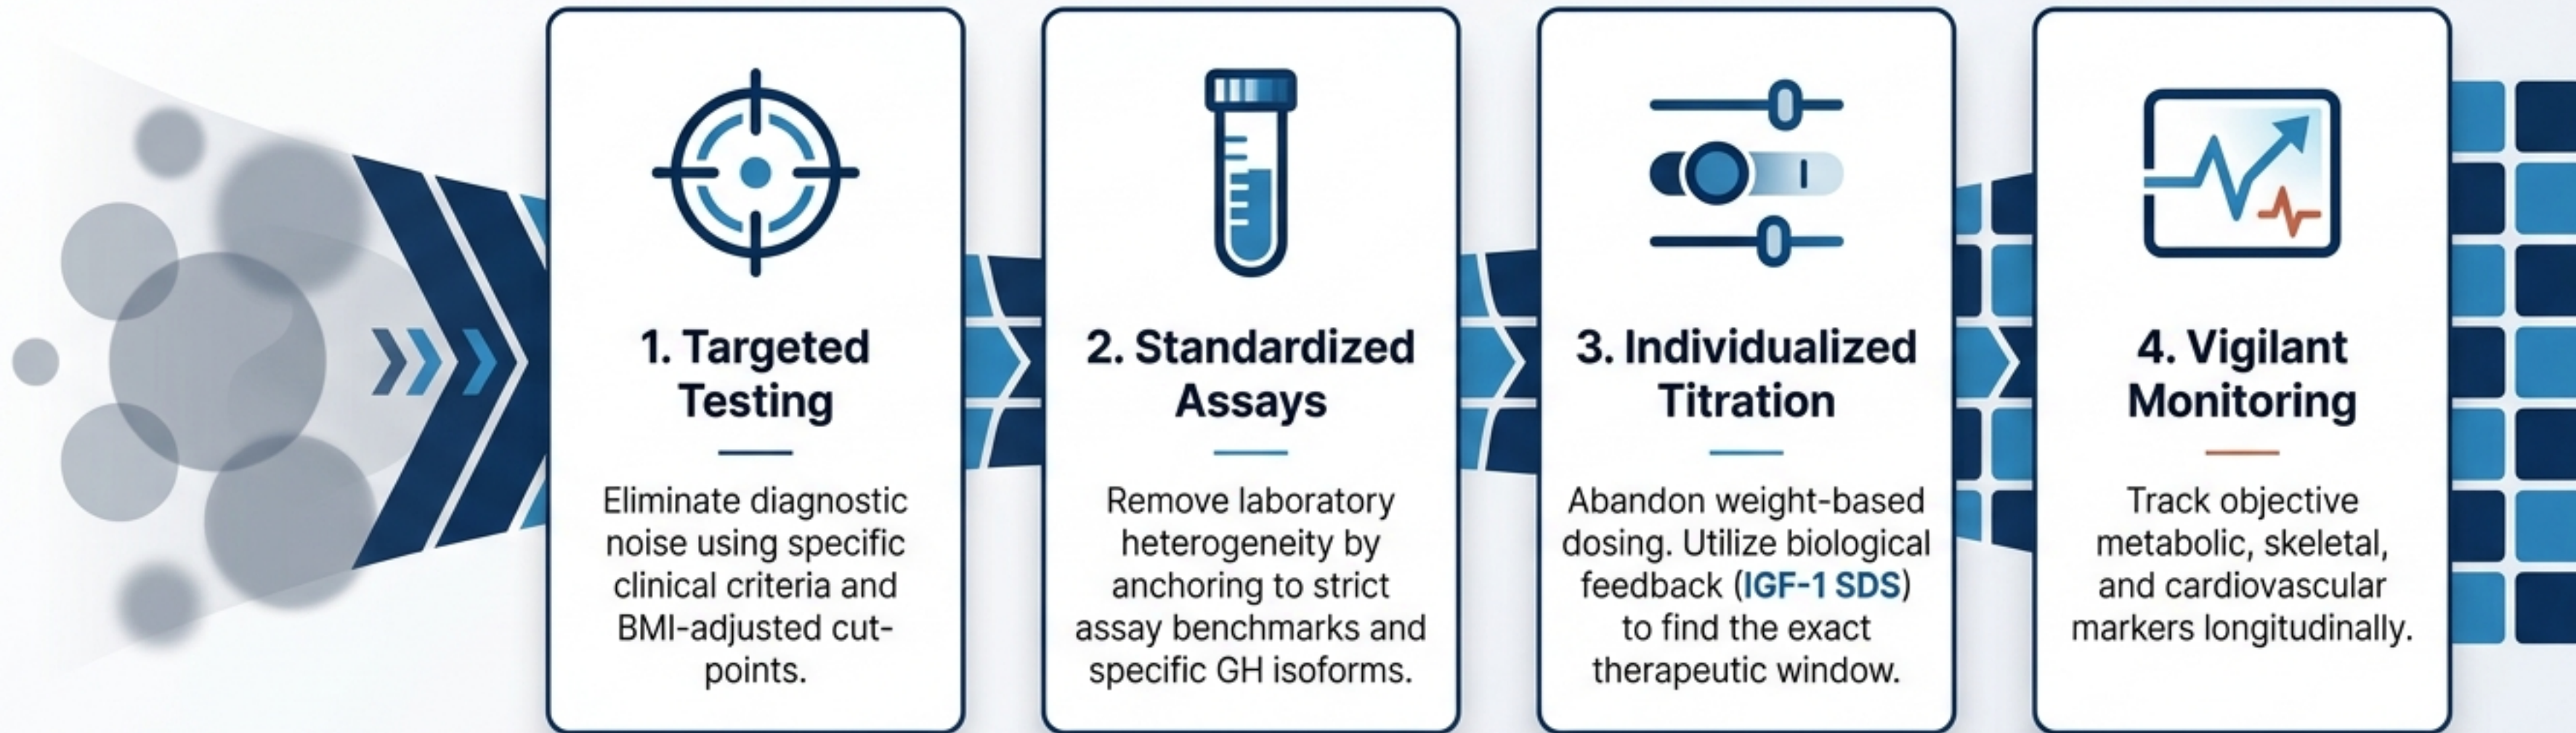 1. Targeted
Testing
Eliminate diagnostic
noise using specific
clinical criteria and
BMI-adjusted cut-
points.
2. Standardized
Assays
Remove laboratory
heterogeneity by
anchoring to strict
assay benchmarks and
specific GH isoforms.
3. Individualized
Titration
Abandon weight-based
dosing. Utilize biological
feedback (IGF-1 SDS)
to find the exact
therapeutic window.
4. Vigilant
Monitoring
Track objective
metabolic, skeletal,
and cardiovascular
markers longitudinally.